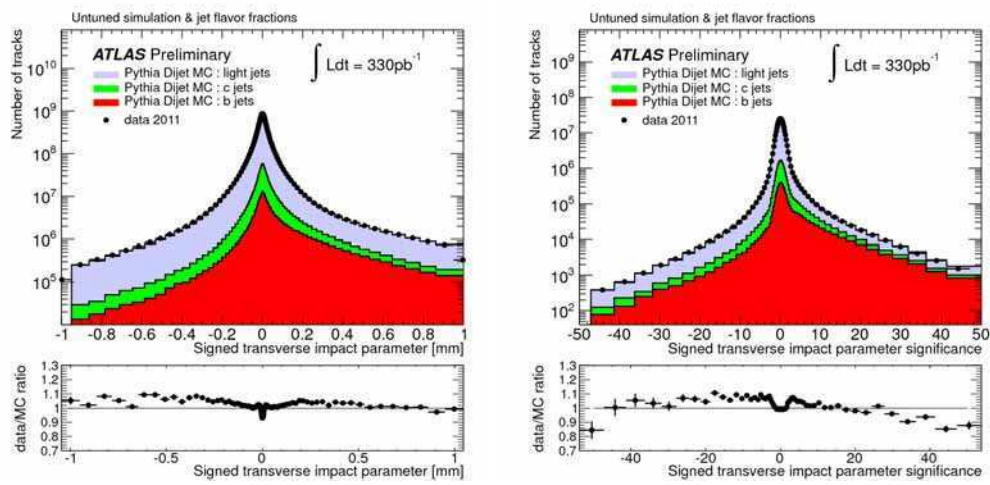 Untuned simulation & jet flavor fractions
Number of tracks
ATLAS Preliminary
∫ Ldt = 330pb⁻¹
Pythia Dijet MC : light jets
Pythia Dijet MC : c jets
Pythia Dijet MC : b jets
data 2011
10¹⁰
10⁹
10⁸
10⁷
10⁶
10⁵
-1 -0.8 -0.6 -0.4 -0.2 0 0.2 0.4 0.6 0.8 1
Signed transverse impact parameter [mm]
data/MC ratio
1.3
1.2
1.1
1
0.9
0.8
0.7
-1 -0.5 0 0.5 1
Signed transverse impact parameter [mm]
Untuned simulation & jet flavor fractions
Number of tracks
ATLAS Preliminary
∫ Ldt = 330pb⁻¹
Pythia Dijet MC : light jets
Pythia Dijet MC : c jets
Pythia Dijet MC : b jets
data 2011
10⁹
10⁸
10⁷
10⁶
10⁵
10⁴
10³
10²
-50 -40 -30 -20 -10 0 10 20 30 40 50
Signed transverse impact parameter significance
data/MC ratio
1.3
1.2
1.1
1
0.9
0.8
0.7
-40 -20 0 20 40
Signed transverse impact parameter significance